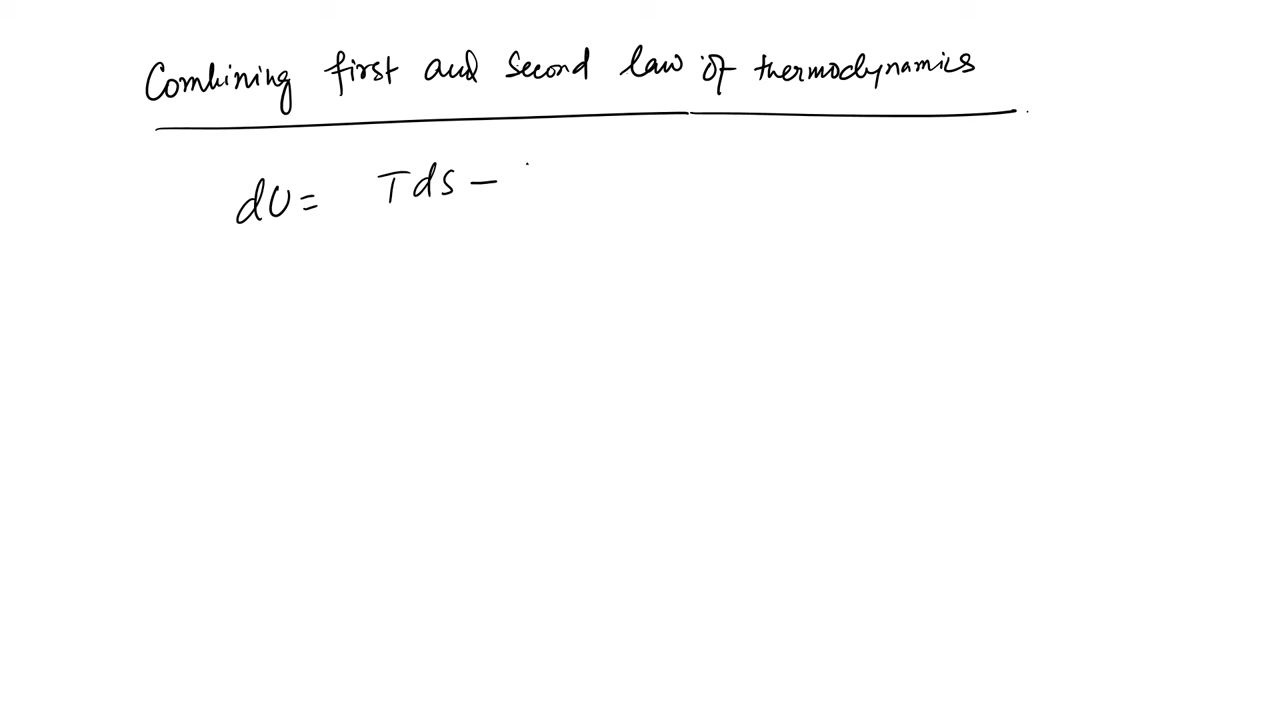 Combining first and second law of thermodynamics
dU = Tds -